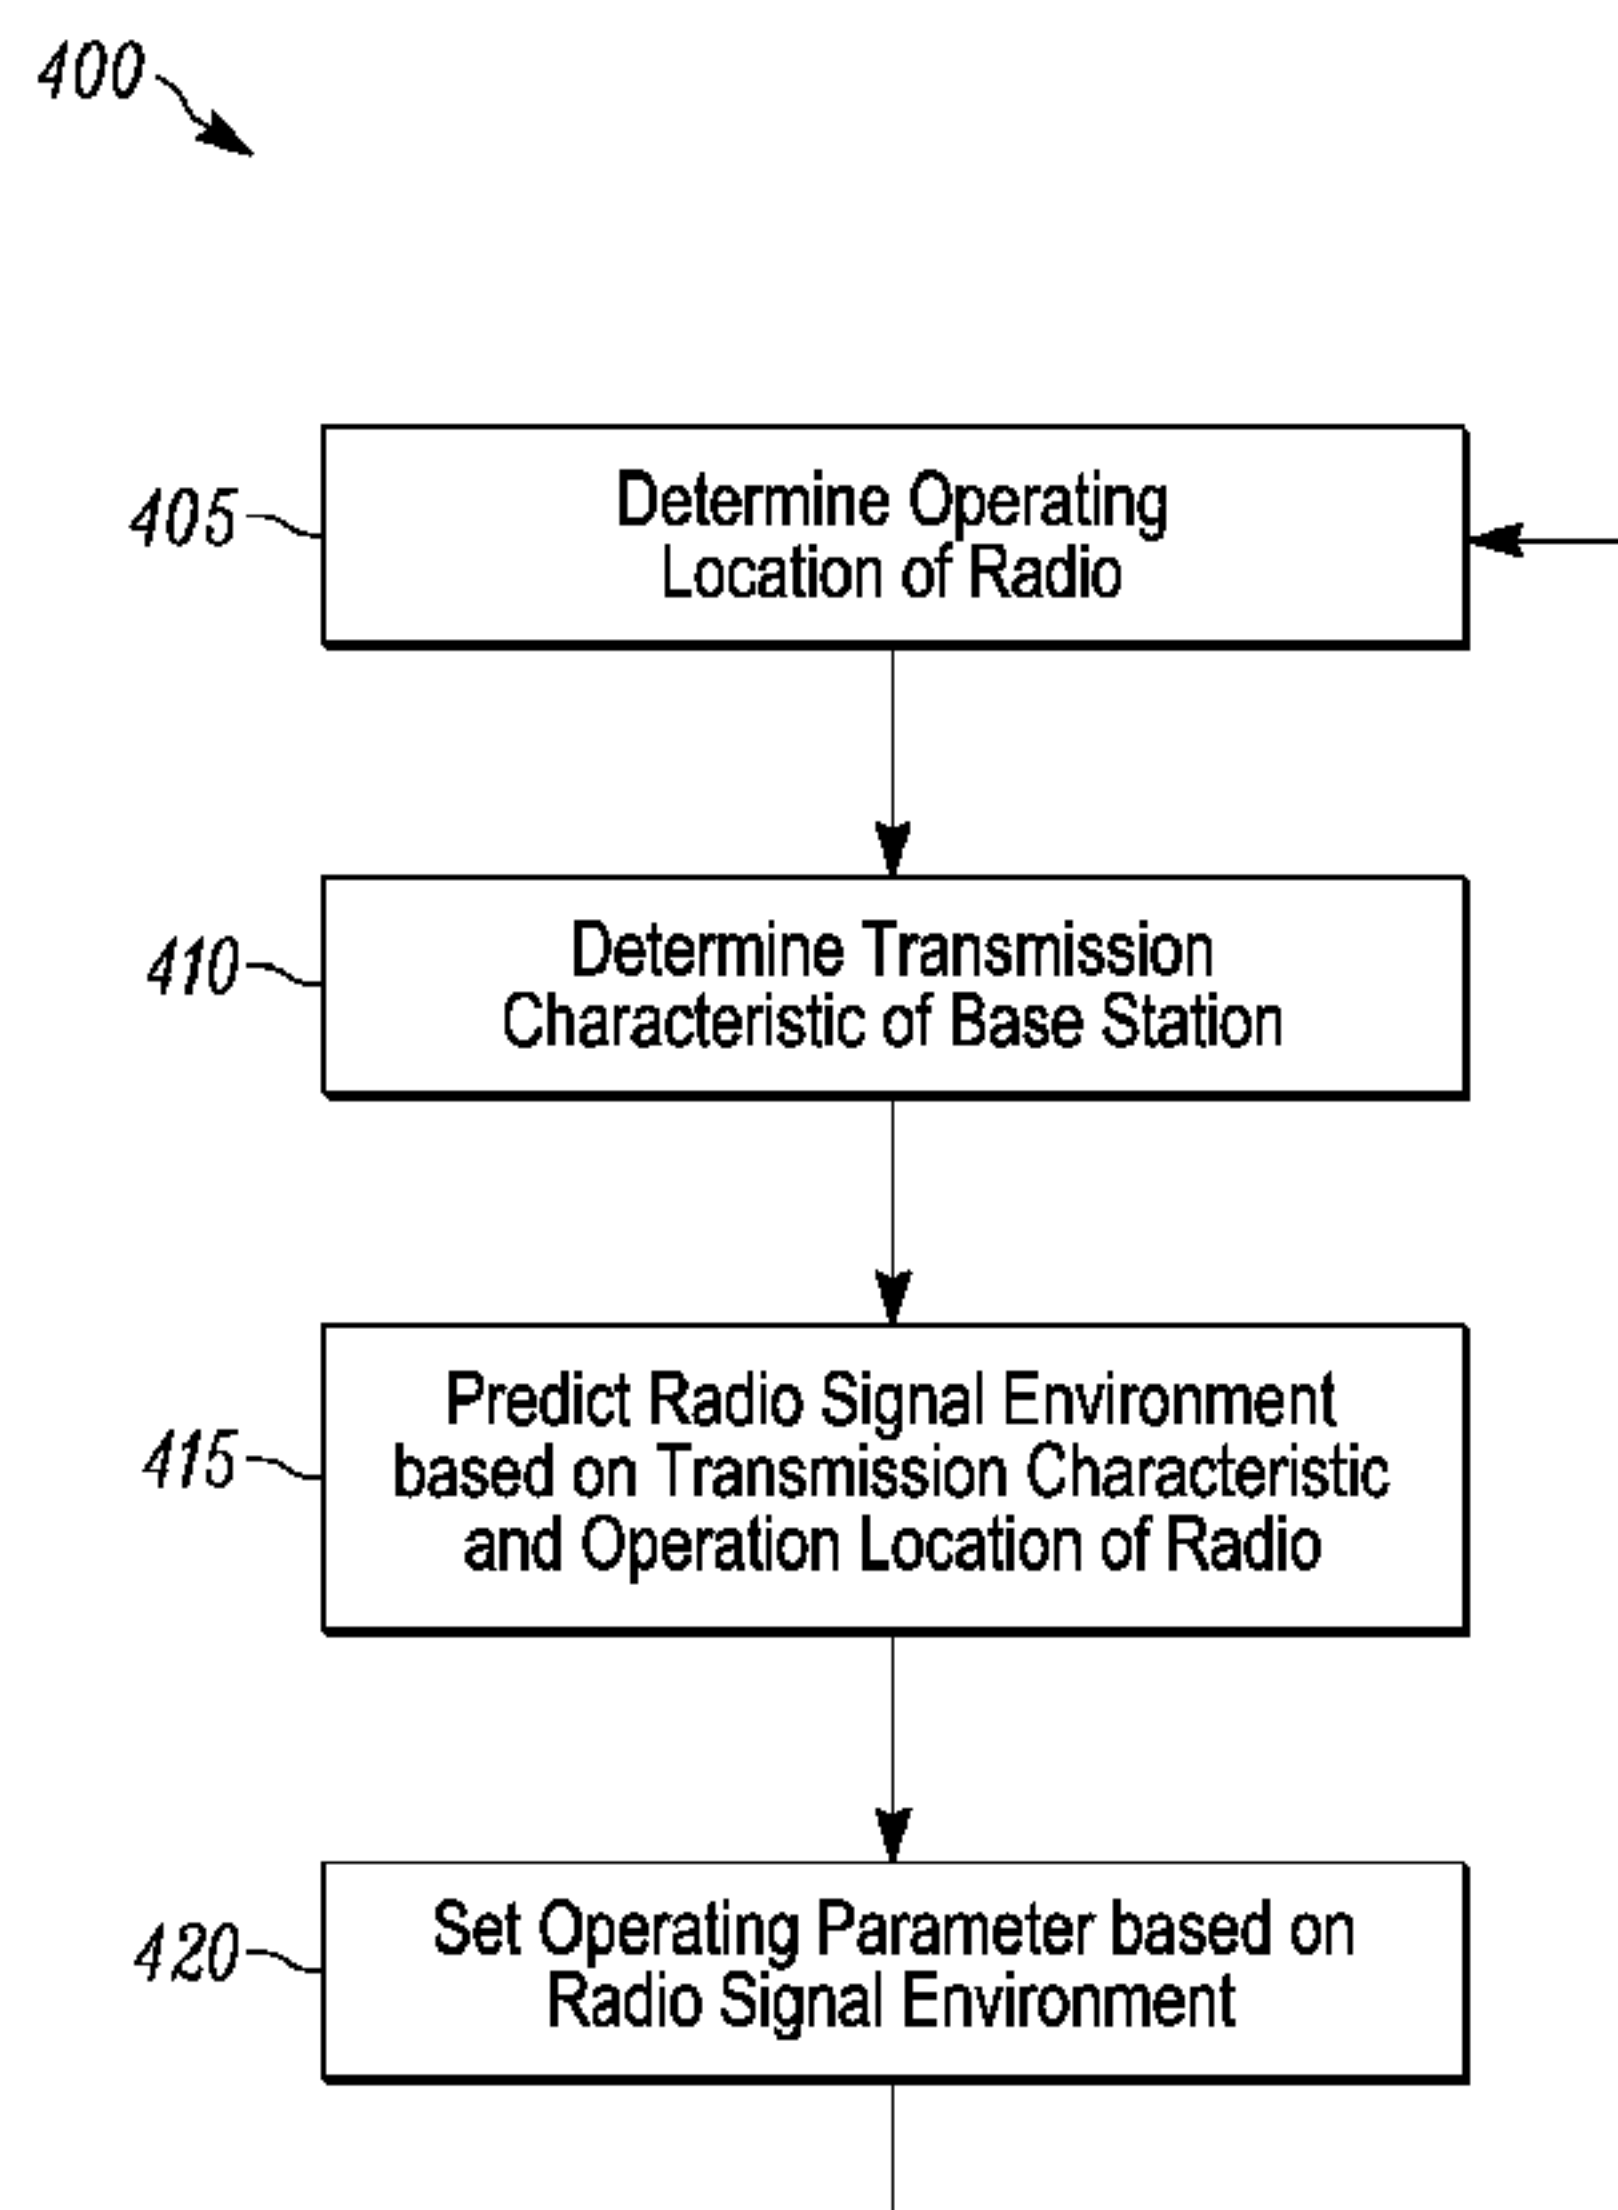 400
405
Determine Operating
Location of Radio
410
Determine Transmission
Characteristic of Base Station
415
Predict Radio Signal Environment
based on Transmission Characteristic
and Operation Location of Radio
420
Set Operating Parameter based on
Radio Signal Environment